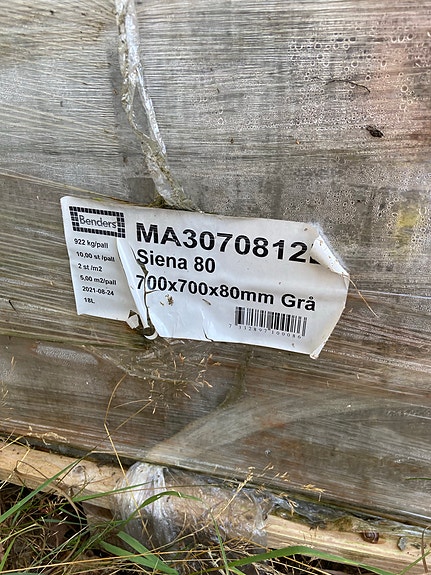 Benders
MA3070812
Siena 80
700x700x80mm Grå
922 kg/pall
10,00 st /pall
2 st /m2
5,00 m2/pall
2021-08-24
18L